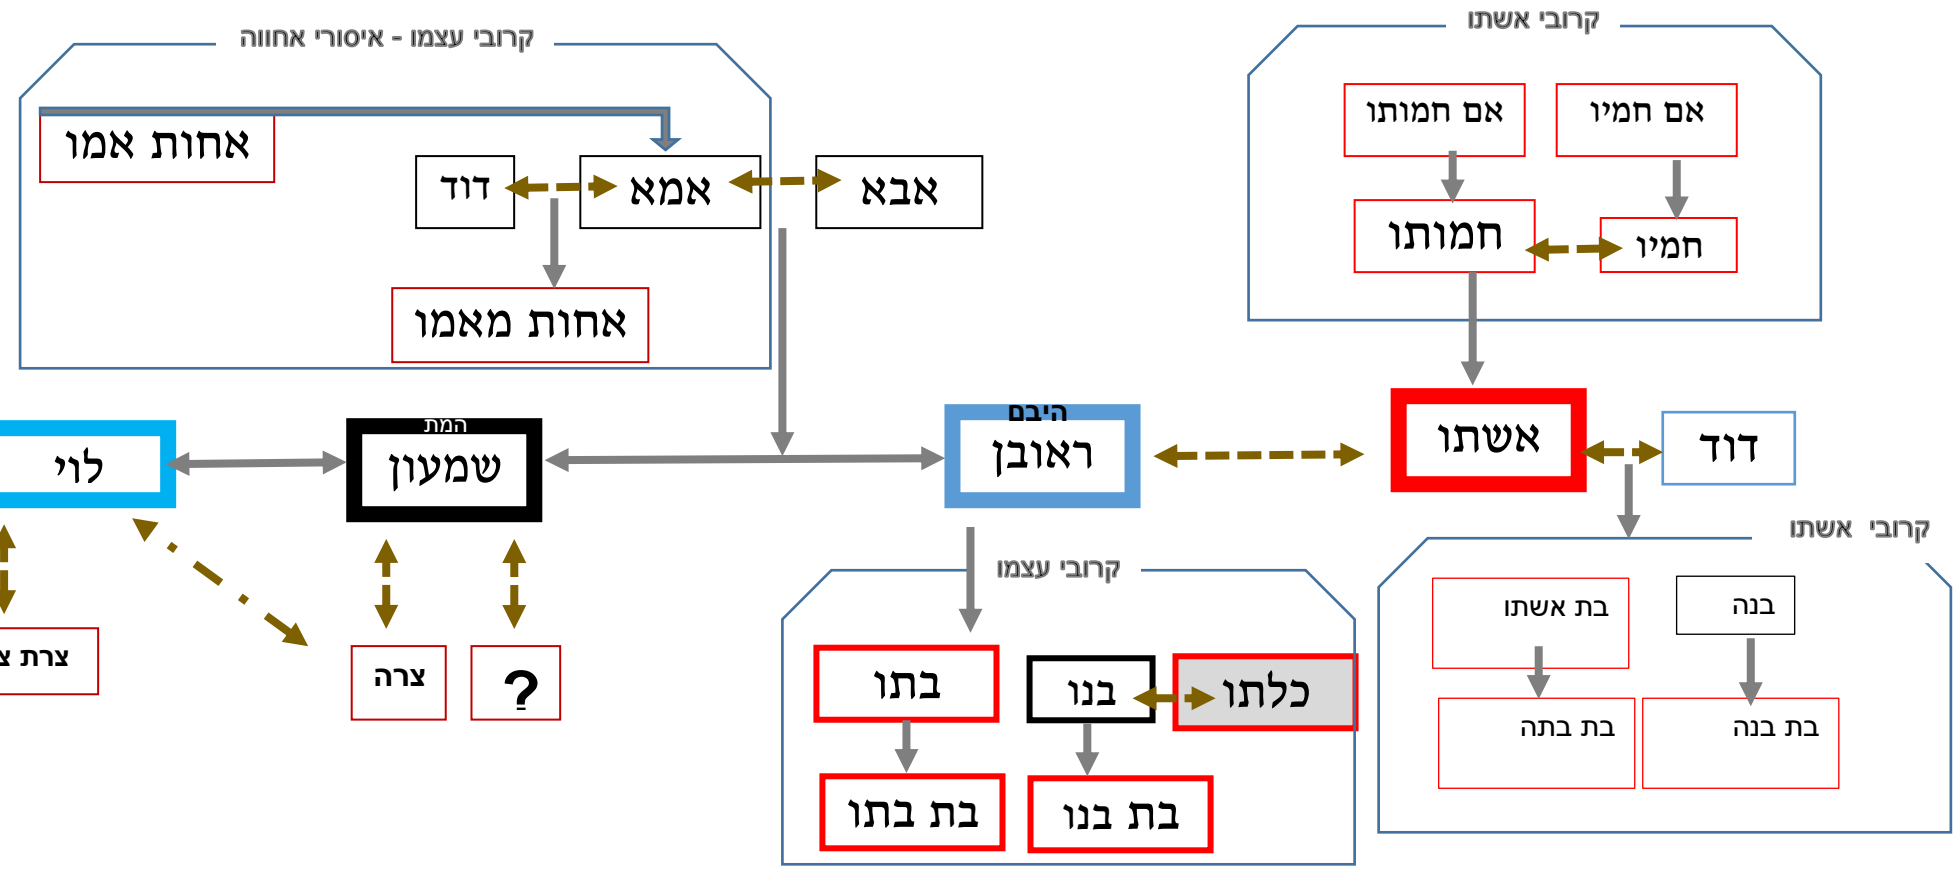 קרובי אשתו
קרובי עצמו - איסורי אחווה
אם חמיו
אם חמותו
אחות אמו
אבא
אמא
דוד
חמיו
חמותו
אחות מאמו
דוד
אשתו
היבם
ראובן
המת
שמעון
לוי
קרובי אשתו
קרובי עצמו
בנה
בת אשתו
כלתו
בנו
בתו
?
צרה
צרת צ
בת בנה
בת בתה
בת בנו
בת בתו